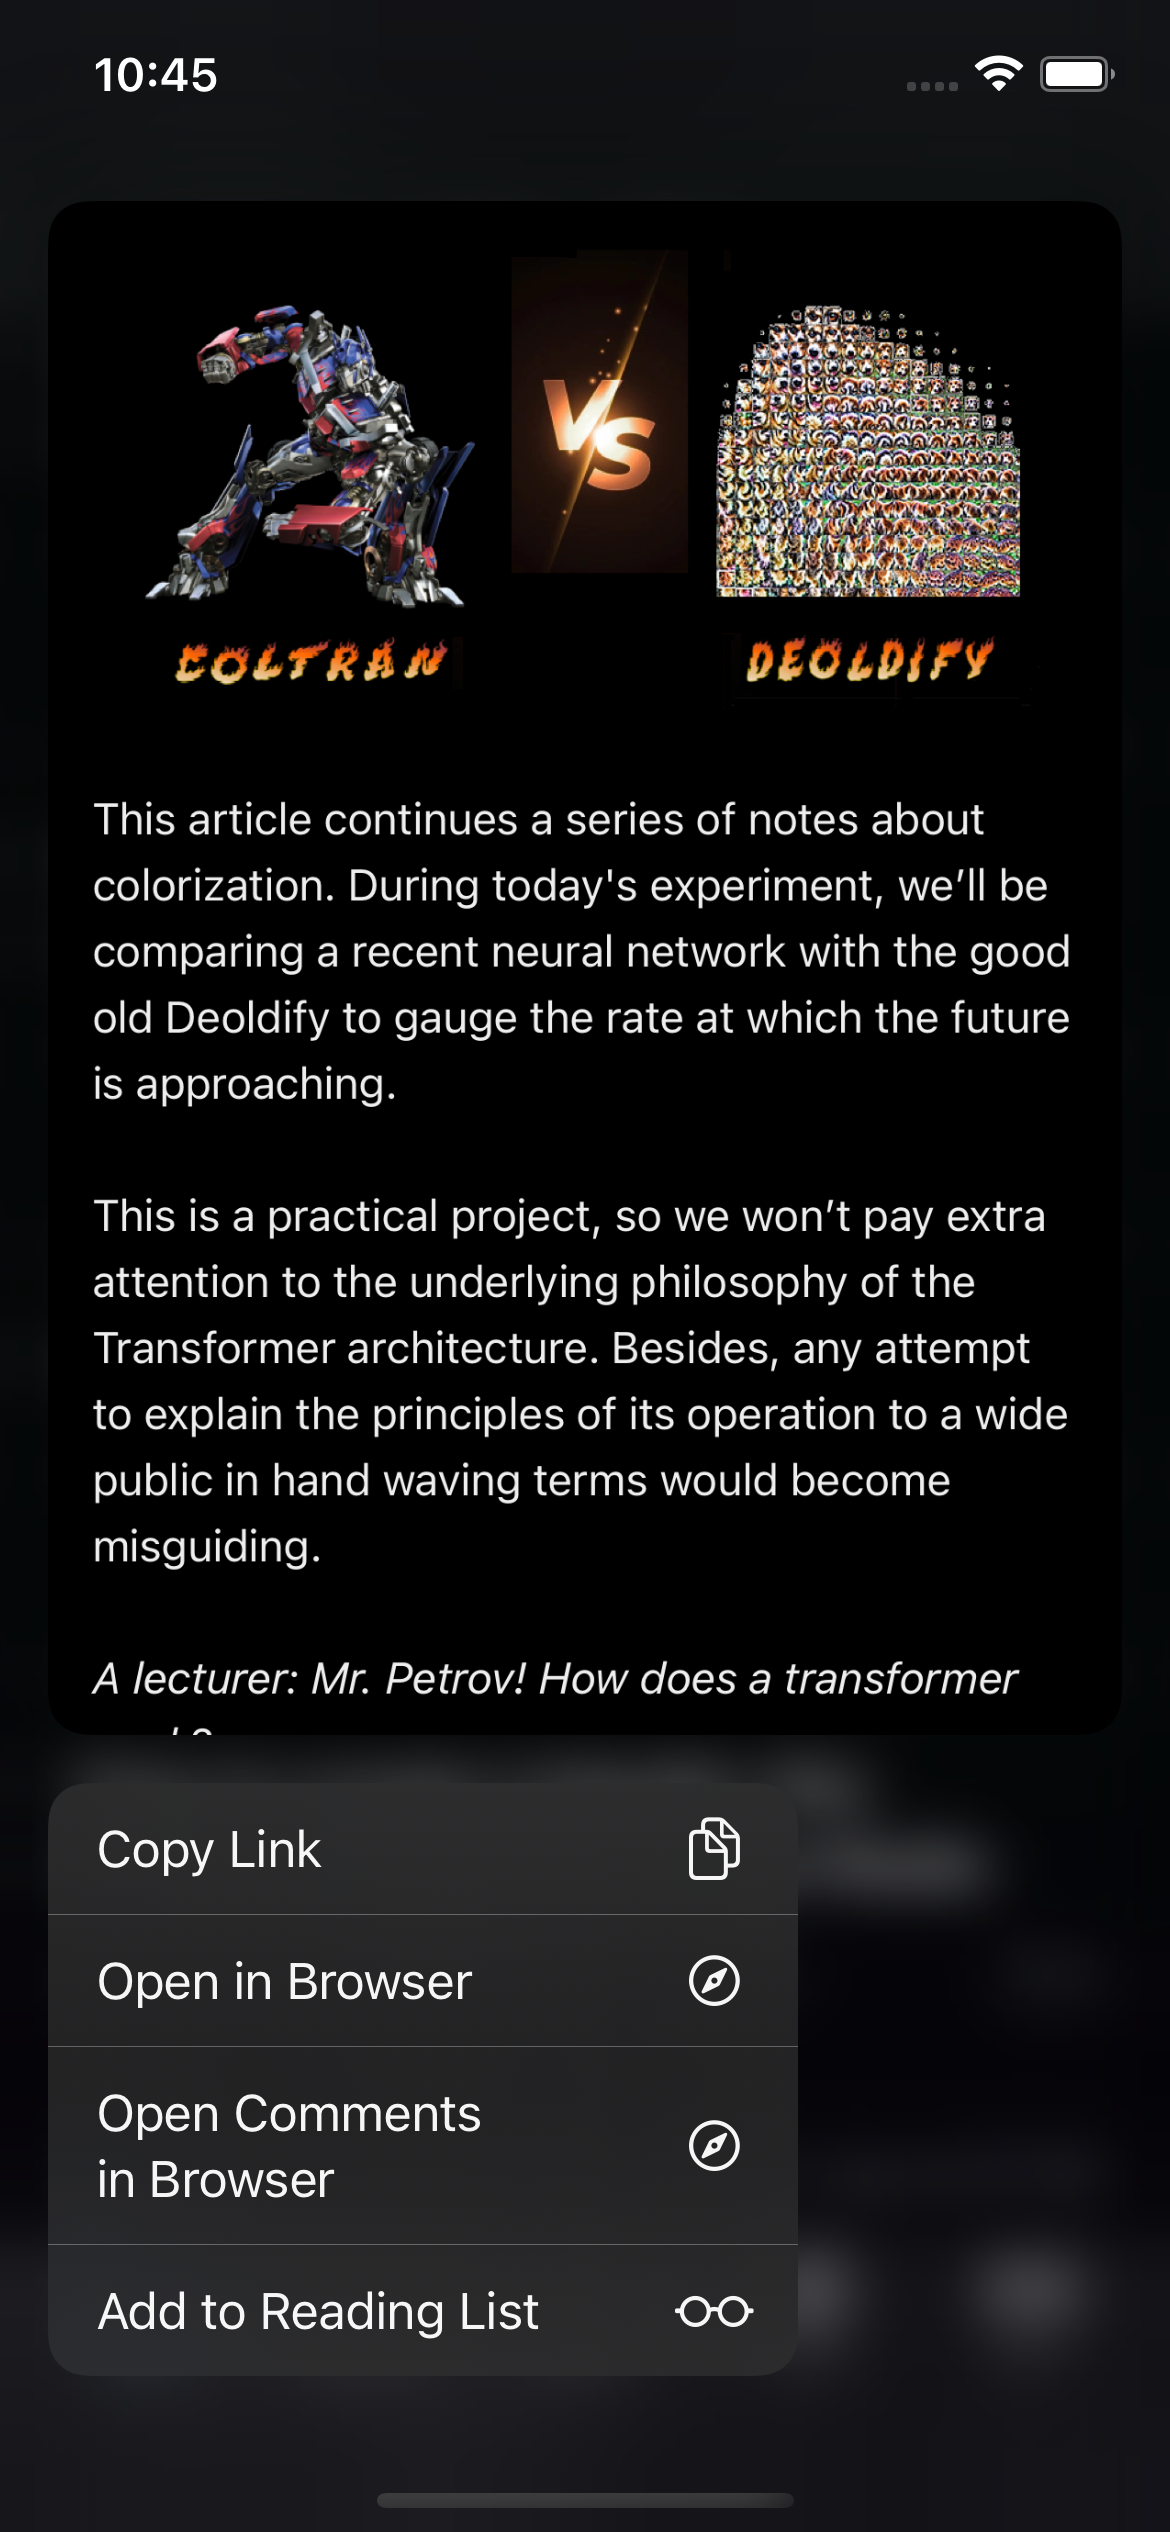 10:45
VS
COLTRAN
DEOLDIFY
This article continues a series of notes about
colorization. During today's experiment, we’ll be
comparing a recent neural network with the good
old Deoldify to gauge the rate at which the future
is approaching.
This is a practical project, so we won’t pay extra
attention to the underlying philosophy of the
Transformer architecture. Besides, any attempt
to explain the principles of its operation to a wide
public in hand waving terms would become
misguiding.
A lecturer: Mr. Petrov! How does a transformer
Copy Link
Open in Browser
Open Comments
in Browser
Add to Reading List